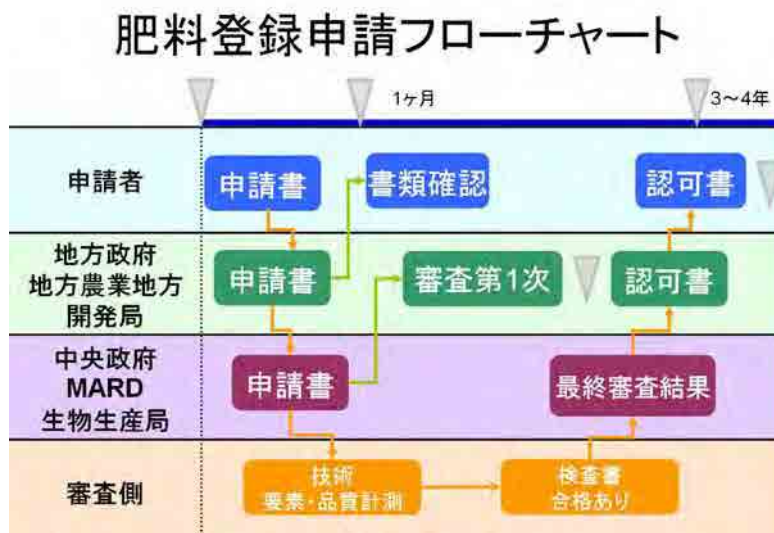 肥料登録申請フローチャート
1ヶ月
3～4年
申請者
申請書
書類確認
認可書
地方政府
地方農業地方
開発局
申請書
審査第1次
認可書
中央政府
MARD
生物生産局
申請書
最終審査結果
審査側
技術
要素・品質計測
検査書
合格あり